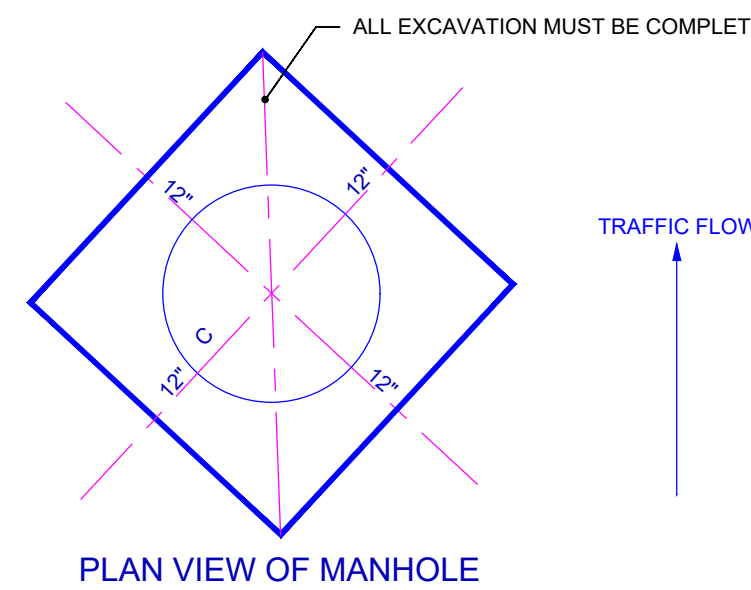 ALL EXCAVATION MUST BE COMPLET
12"
12"
TRAFFIC FLOW
C
12"
12"
PLAN VIEW OF MANHOLE